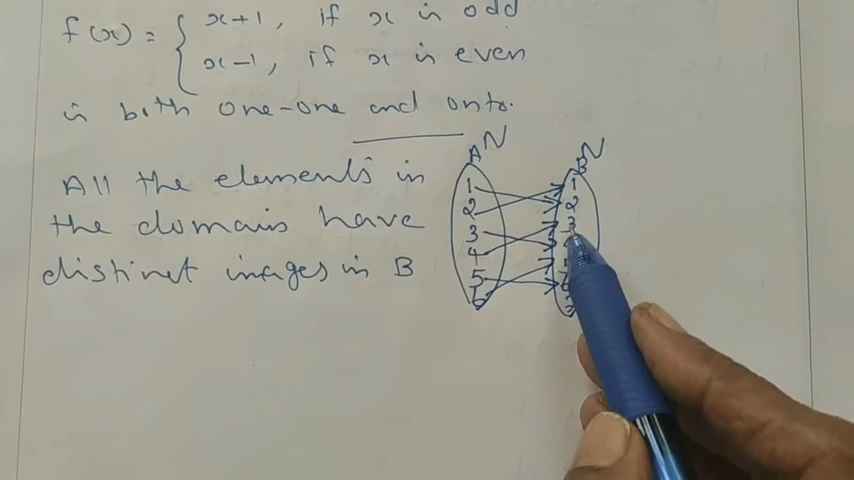 f(x) = { x+1, if x is odd
x-1, if x is even
is both one-one and onto.
All the elements in
the domain have
distinct images in B
A N
1
2
3
4
5
6
B N
1
2
3